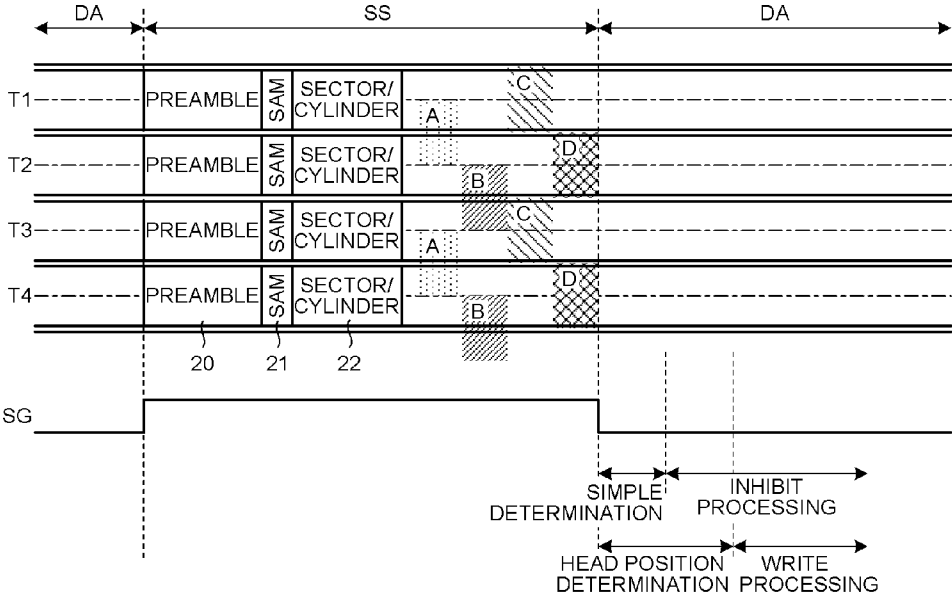 DA SS DA
T1 PREAMBLE SAM SECTOR/ CYLINDER A C
T2 PREAMBLE SAM SECTOR/ CYLINDER B D
T3 PREAMBLE SAM SECTOR/ CYLINDER A C
T4 PREAMBLE SAM SECTOR/ CYLINDER B D
20 21 22
SG
SIMPLE DETERMINATION
INHIBIT PROCESSING
HEAD POSITION DETERMINATION
WRITE PROCESSING